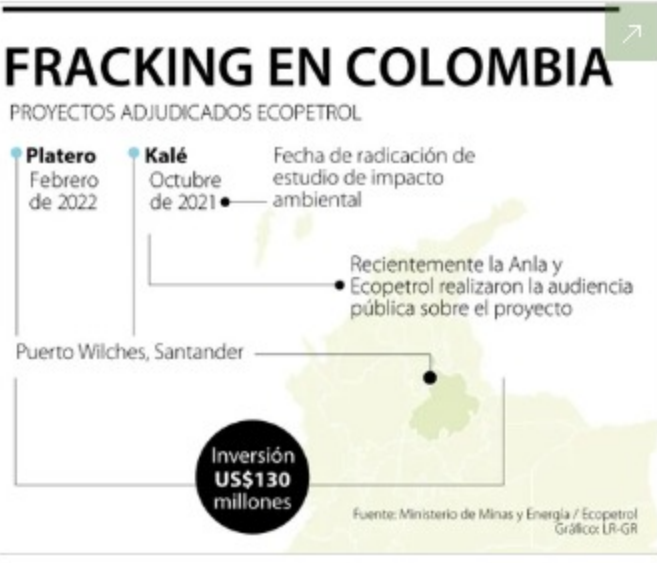 FRACKING EN COLOMBIA
PROYECTOS ADJUDICADOS ECOPETROL
Platero
Febrero
de 2022
Kalé
Octubre
de 2021
Fecha de radicación de
estudio de impacto
ambiental
Recientemente la Anla y
Ecopetrol realizaron la audiencia
pública sobre el proyecto
Puerto Wilches, Santander
Inversión
US$130
millones
Fuente: Ministerio de Minas y Energía / Ecopetrol
Gráfico: LR-GR